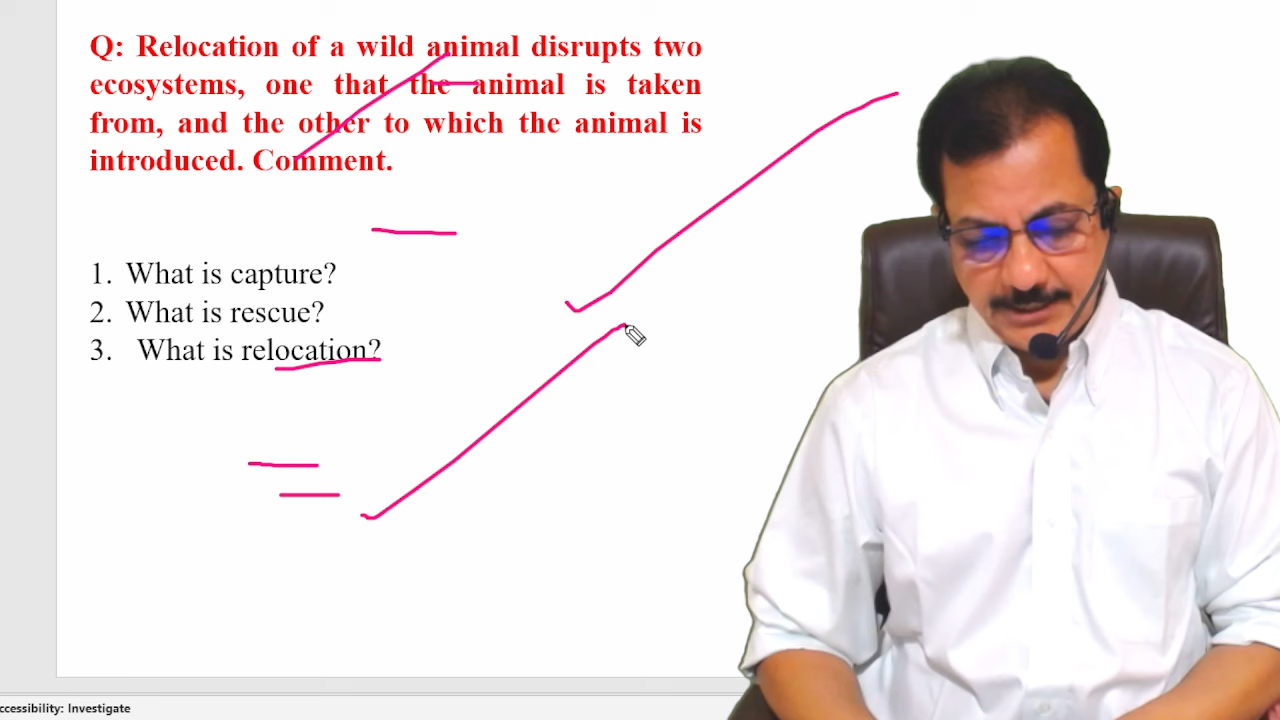 Q: Relocation of a wild animal disrupts two
ecosystems, one that the animal is taken
from, and the other to which the animal is
introduced. Comment.
1. What is capture?
2. What is rescue?
3. What is relocation?
ccessibility: Investigate